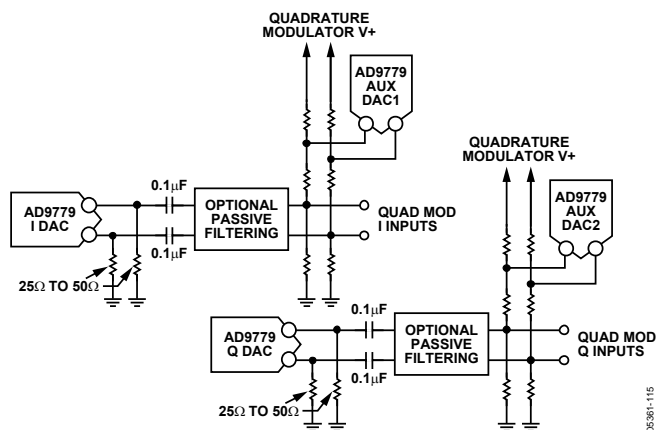 QUADRATURE
MODULATOR V+
AD9779
AUX
DAC1
QUADRATURE
MODULATOR V+
AD9779
AUX
DAC2
0.1µF
AD9779
I DAC
OPTIONAL
PASSIVE
FILTERING
QUAD MOD
I INPUTS
0.1µF
25Ω TO 50Ω
0.1µF
AD9779
Q DAC
OPTIONAL
PASSIVE
FILTERING
QUAD MOD
Q INPUTS
0.1µF
25Ω TO 50Ω
05361-115